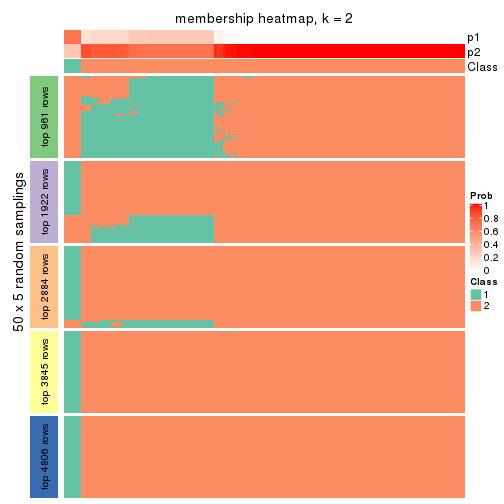 membership heatmap, k = 2
p1
p2
Class
50 x 5 random samplings
top 961 rows
top 1922 rows
top 2884 rows
top 3845 rows
top 4806 rows
Prob
1
0.8
0.6
0.4
0.2
0
Class
1
2